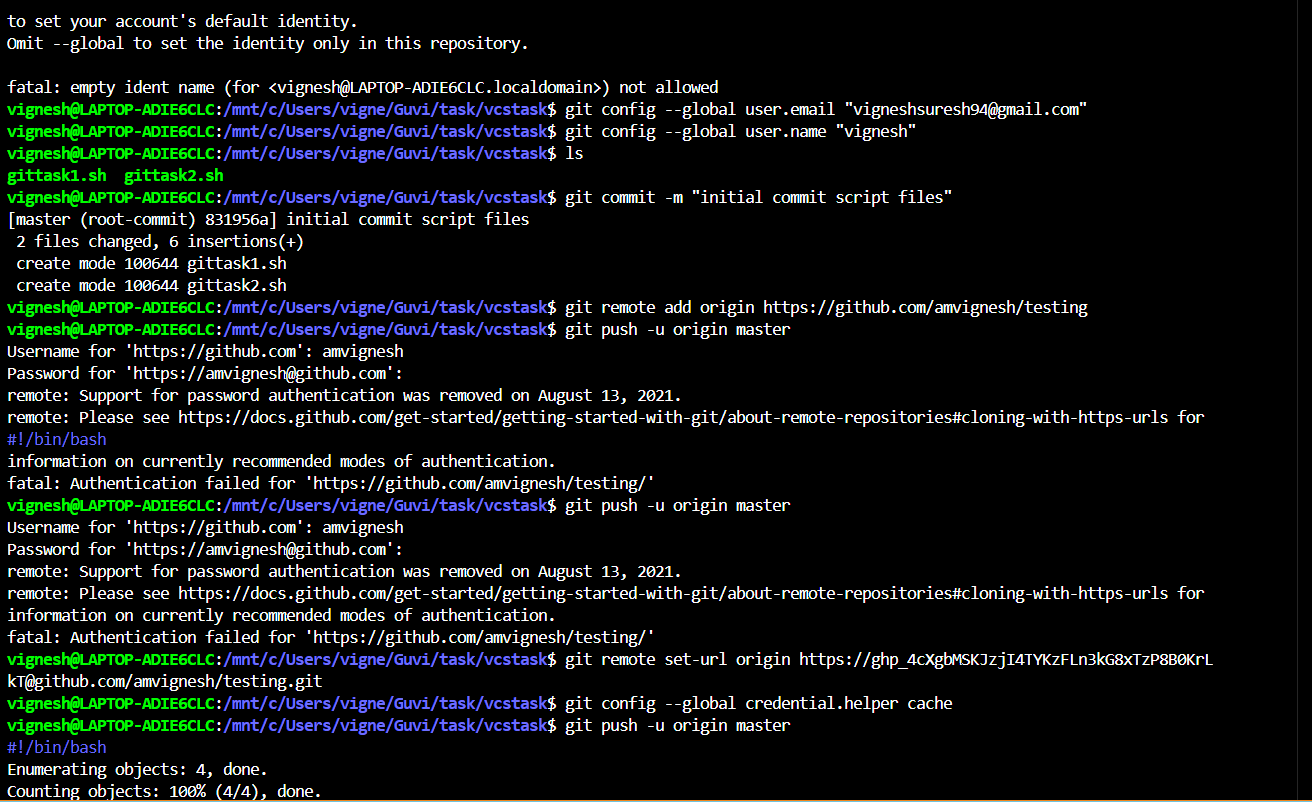 to set your account's default identity.
Omit --global to set the identity only in this repository.
fatal: empty ident name (for <vignesh@LAPTOP-ADIE6CLC.localdomain>) not allowed
vignesh@LAPTOP-ADIE6CLC:/mnt/c/Users/vigne/Guvi/task/vcstask$ git config --global user.email "vigneshsuresh94@gmail.com"
vignesh@LAPTOP-ADIE6CLC:/mnt/c/Users/vigne/Guvi/task/vcstask$ git config --global user.name "vignesh"
vignesh@LAPTOP-ADIE6CLC:/mnt/c/Users/vigne/Guvi/task/vcstask$ ls
gittask1.sh  gittask2.sh
vignesh@LAPTOP-ADIE6CLC:/mnt/c/Users/vigne/Guvi/task/vcstask$ git commit -m "initial commit script files"
[master (root-commit) 831956a] initial commit script files
 2 files changed, 6 insertions(+)
 create mode 100644 gittask1.sh
 create mode 100644 gittask2.sh
vignesh@LAPTOP-ADIE6CLC:/mnt/c/Users/vigne/Guvi/task/vcstask$ git remote add origin https://github.com/amvignesh/testing
vignesh@LAPTOP-ADIE6CLC:/mnt/c/Users/vigne/Guvi/task/vcstask$ git push -u origin master
Username for 'https://github.com': amvignesh
Password for 'https://amvignesh@github.com':
remote: Support for password authentication was removed on August 13, 2021.
remote: Please see https://docs.github.com/get-started/getting-started-with-git/about-remote-repositories#cloning-with-https-urls for
#!/bin/bash
information on currently recommended modes of authentication.
fatal: Authentication failed for 'https://github.com/amvignesh/testing/'
vignesh@LAPTOP-ADIE6CLC:/mnt/c/Users/vigne/Guvi/task/vcstask$ git push -u origin master
Username for 'https://github.com': amvignesh
Password for 'https://amvignesh@github.com':
remote: Support for password authentication was removed on August 13, 2021.
remote: Please see https://docs.github.com/get-started/getting-started-with-git/about-remote-repositories#cloning-with-https-urls for
information on currently recommended modes of authentication.
fatal: Authentication failed for 'https://github.com/amvignesh/testing/'
vignesh@LAPTOP-ADIE6CLC:/mnt/c/Users/vigne/Guvi/task/vcstask$ git remote set-url origin https://ghp_4cXgbMSKJzjI4TYKzFLn3kG8xTzP8B0KrL
kT@github.com/amvignesh/testing.git
vignesh@LAPTOP-ADIE6CLC:/mnt/c/Users/vigne/Guvi/task/vcstask$ git config --global credential.helper cache
vignesh@LAPTOP-ADIE6CLC:/mnt/c/Users/vigne/Guvi/task/vcstask$ git push -u origin master
#!/bin/bash
Enumerating objects: 4, done.
Counting objects: 100% (4/4), done.